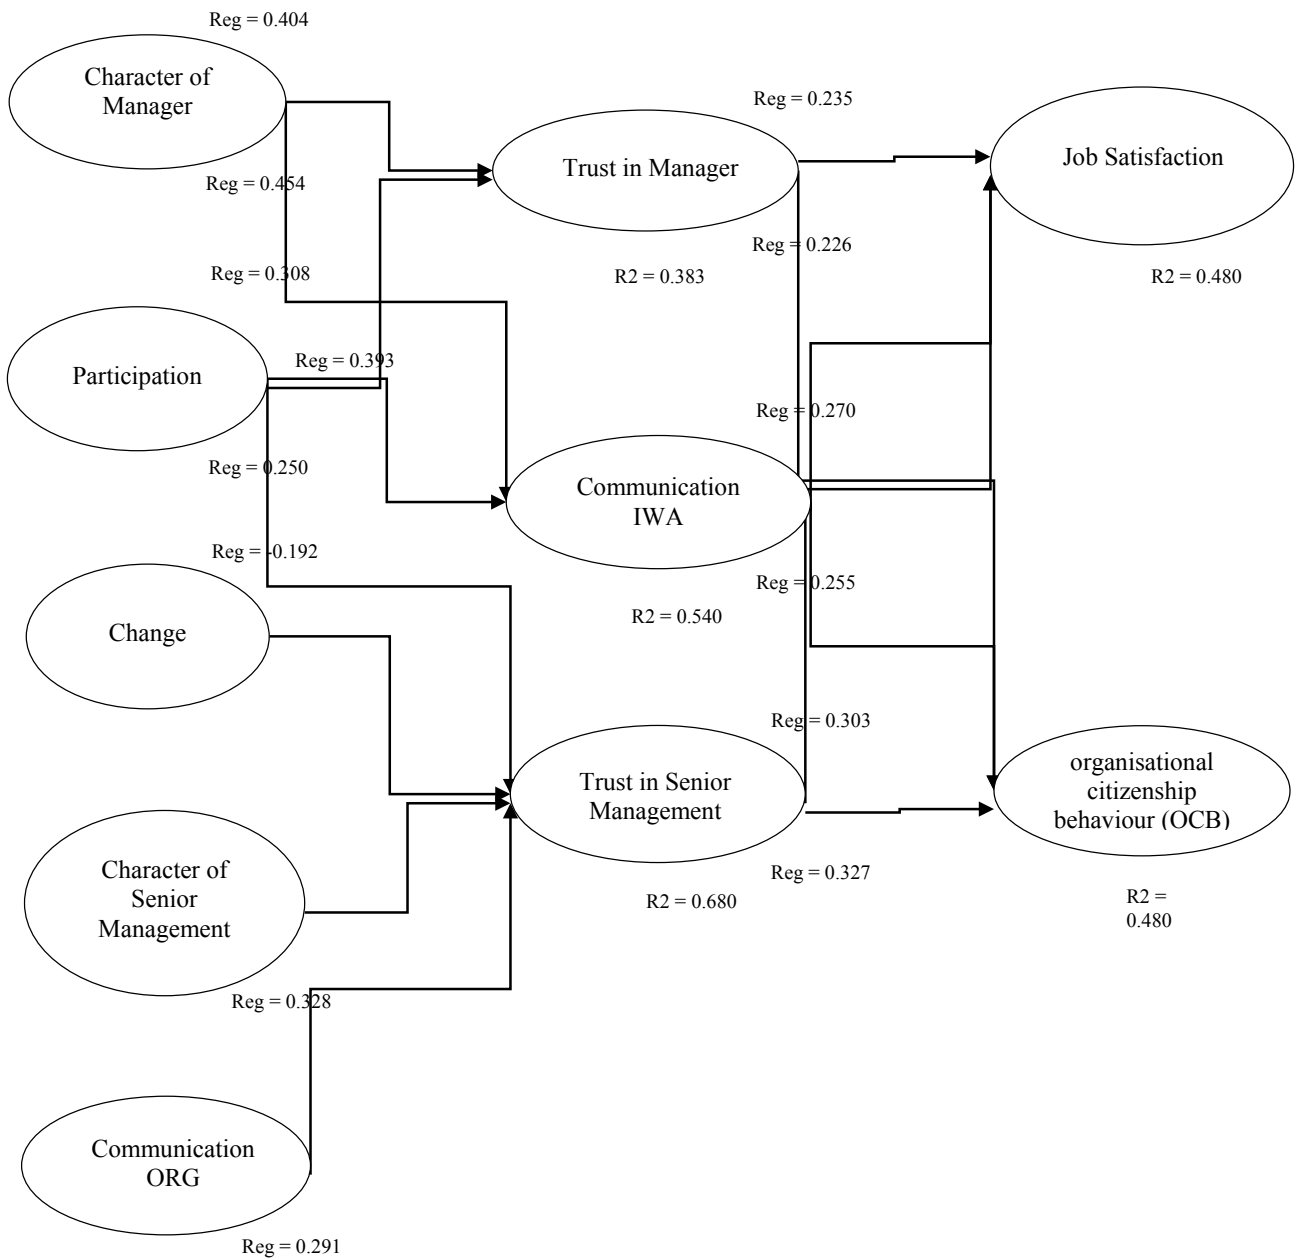 Reg = 0.404
Character of
Manager
Reg = 0.235
Trust in Manager
Job Satisfaction
Reg = 0.454
Reg = 0.226
Reg = 0.308
R2 = 0.383
R2 = 0.480
Participation
Reg = 0.393
Reg = 0.270
Reg = 0.250
Communication
IWA
Reg = -0.192
Reg = 0.255
R2 = 0.540
Change
Reg = 0.303
Trust in Senior
Management
organisational
citizenship
behaviour (OCB)
Character of
Senior
Management
Reg = 0.327
R2 = 0.680
R2 =
0.480
Reg = 0.328
Communication
ORG
Reg = 0.291